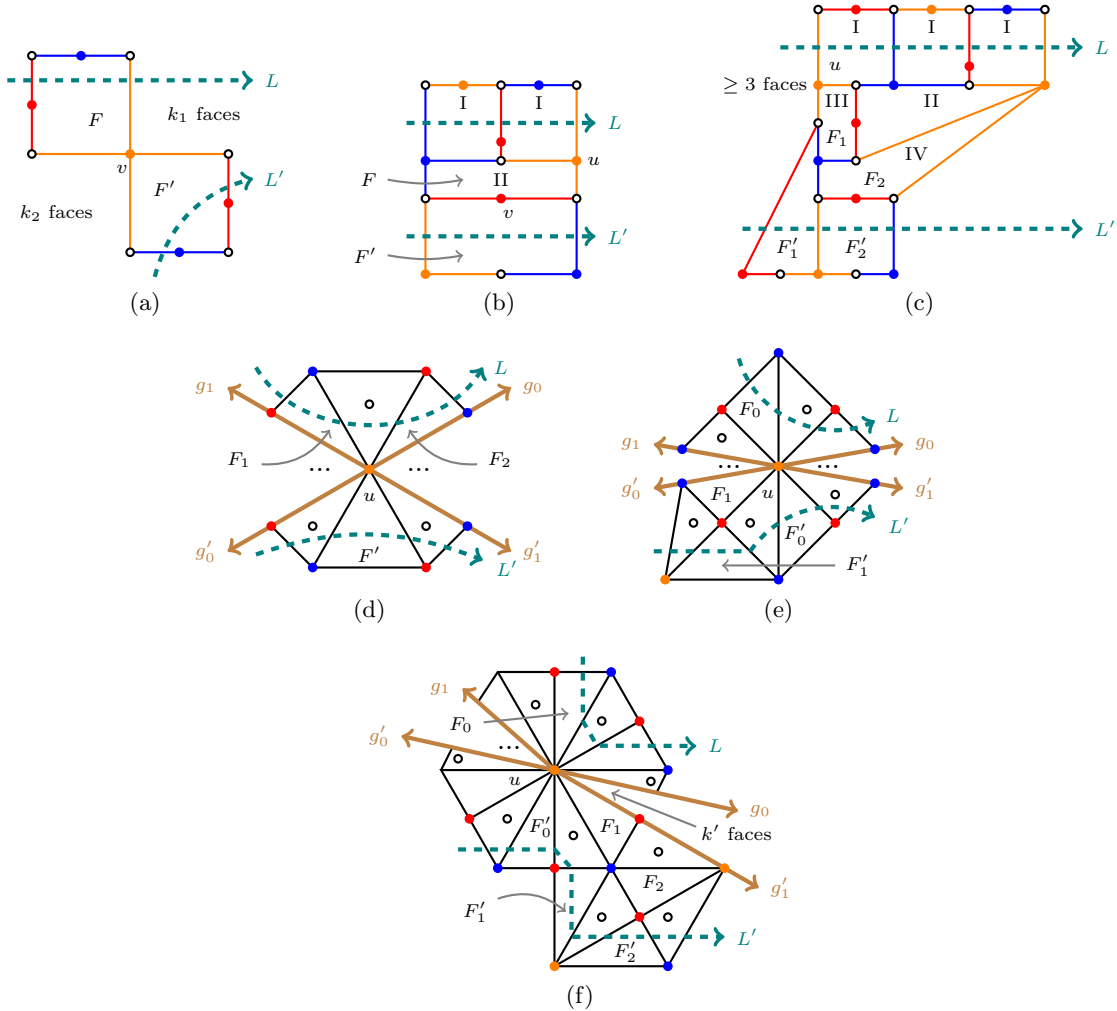 I I I
L
u
≥ 3 faces
III
II
F₁
IV
F₂
F′₁
F′₂
L′
(c)
L
F
k₁ faces
v
F′
L′
k₂ faces
(a)
I I
L
u
F
II
v
L′
F′
(b)
g₁
L
g₀
F₁
F₂
...
...
u
g′₀
F′
g′₁
L′
(d)
F₀
L
g₁
g₀
...
...
g′₀
F₁
u
g′₁
F′₀
L′
F′₁
(e)
g₁
F₀
g′₀
L
...
u
g₀
F′₀
F₁
k′ faces
F₂
g′₁
F′₁
F′₂
L′
(f)